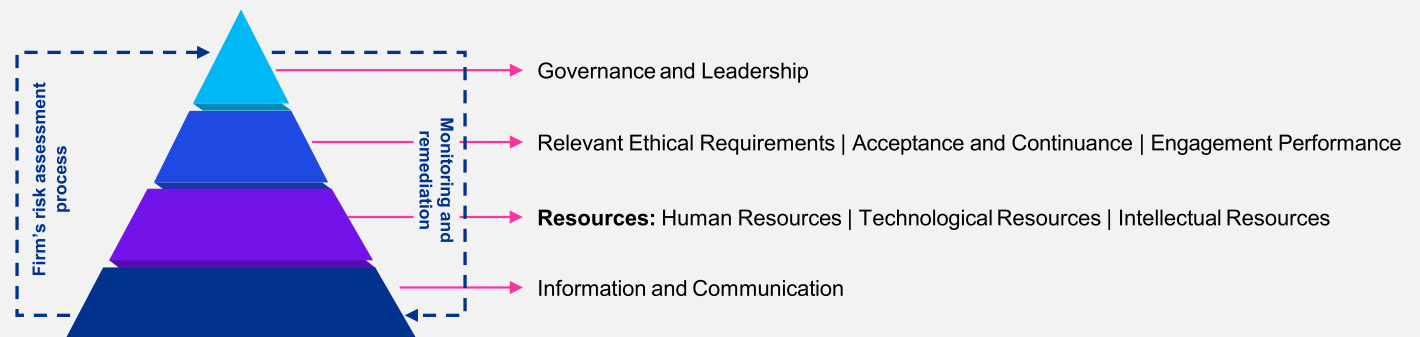 Firm's risk assessment
process
Monitoring and
remediation
Governance and Leadership
Relevant Ethical Requirements | Acceptance and Continuance | Engagement Performance
Resources: Human Resources | Technological Resources | Intellectual Resources
Information and Communication